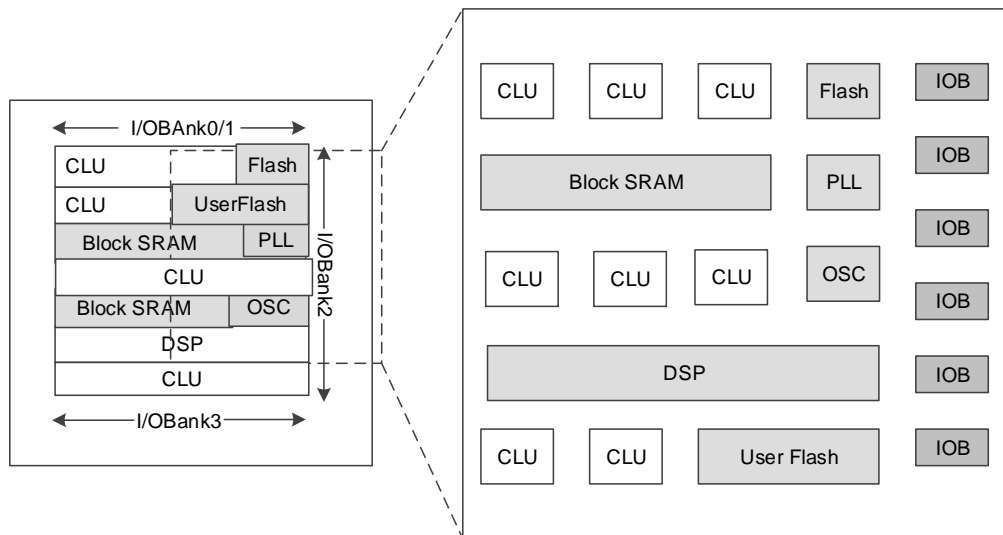 I/OBAnk0/1
CLU
Flash
CLU
UserFlash
Block SRAM
PLL
CLU
Block SRAM
OSC
DSP
CLU
I/OBank2
I/OBank3
CLU
CLU
CLU
Flash
IOB
IOB
Block SRAM
PLL
IOB
CLU
CLU
CLU
OSC
IOB
DSP
IOB
CLU
CLU
User Flash
IOB